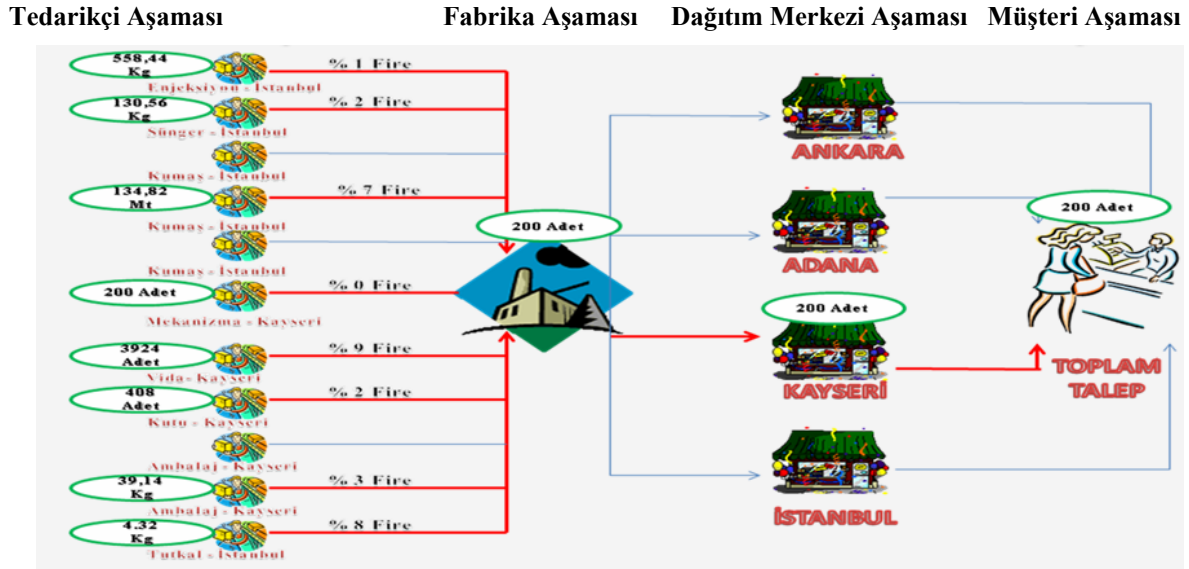 Tedarikçi Aşaması Fabrika Aşaması Dağıtım Merkezi Aşaması Müşteri Aşaması
558,44
Kg
% 1 Fire
Enjeksiyon - İstanbul
130,56
Kg
% 2 Fire
Sünger - İstanbul
Kumaş - İstanbul
134,82
Mt
% 7 Fire
Kumaş - İstanbul
Kumaş - İstanbul
200 Adet
% 0 Fire
Mekanizma - Kayseri
3924
Adet
% 9 Fire
Vida - Kayseri
408
Adet
% 2 Fire
Kutu - Kayseri
Ambalaj - Kayseri
39,14
Kg
% 3 Fire
Ambalaj - Kayseri
4.32
Kg
% 8 Fire
Tutkal - İstanbul
200 Adet
ANKARA
ADANA
200 Adet
KAYSERİ
İSTANBUL
200 Adet
TOPLAM
TALEP